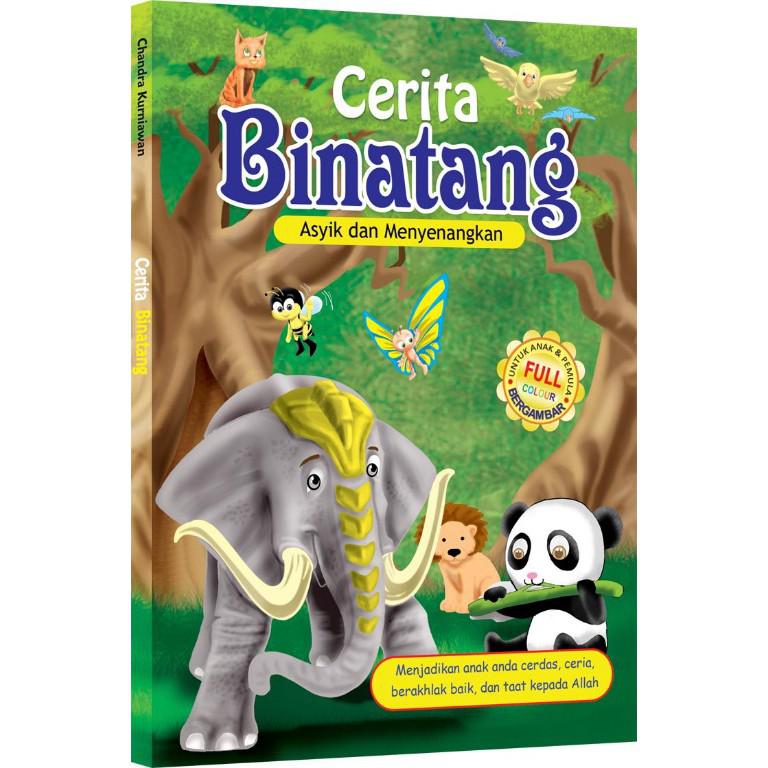 Chandra Kurniawan
Cerita Binatang
Cerita
Binatang
Asyik dan Menyenangkan
UNTUK ANAK & PEMULA
FULL
COLOUR
BERGAMBAR
Menjadikan anak anda cerdas, ceria,
berakhlak baik, dan taat kepada Allah